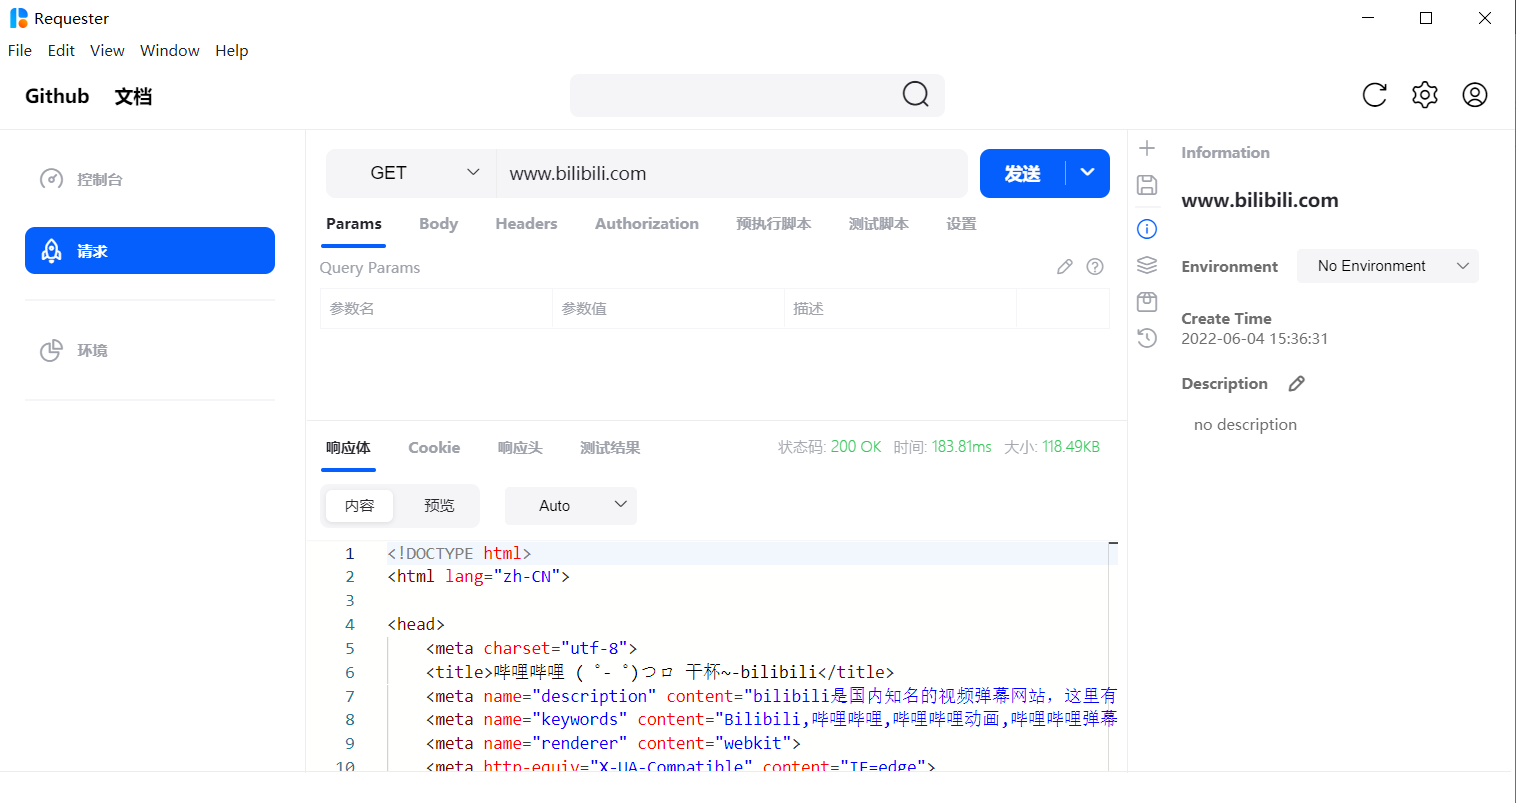 Requester
File Edit View Window Help
Github 文档
控制台
请求
环境
GET www.bilibili.com 发送
Params Body Headers Authorization 预执行脚本 测试脚本 设置
Query Params
参数名 参数值 描述
响应体 Cookie 响应头 测试结果 状态码: 200 OK 时间: 183.81ms 大小: 118.49KB
内容 预览 Auto
1 <!DOCTYPE html>
2 <html lang="zh-CN">
3
4 <head>
5 <meta charset="utf-8">
6 <title>哔哩哔哩 ( ゜- ゜)つロ 干杯~-bilibili</title>
7 <meta name="description" content="bilibili是国内知名的视频弹幕网站，这里有
8 <meta name="keywords" content="Bilibili,哔哩哔哩,哔哩哔哩动画,哔哩哔哩弹幕
9 <meta name="renderer" content="webkit">
10 <meta http-equiv="X-UA-Compatible" content="IE=edge">
Information
www.bilibili.com
Environment No Environment
Create Time
2022-06-04 15:36:31
Description
no description